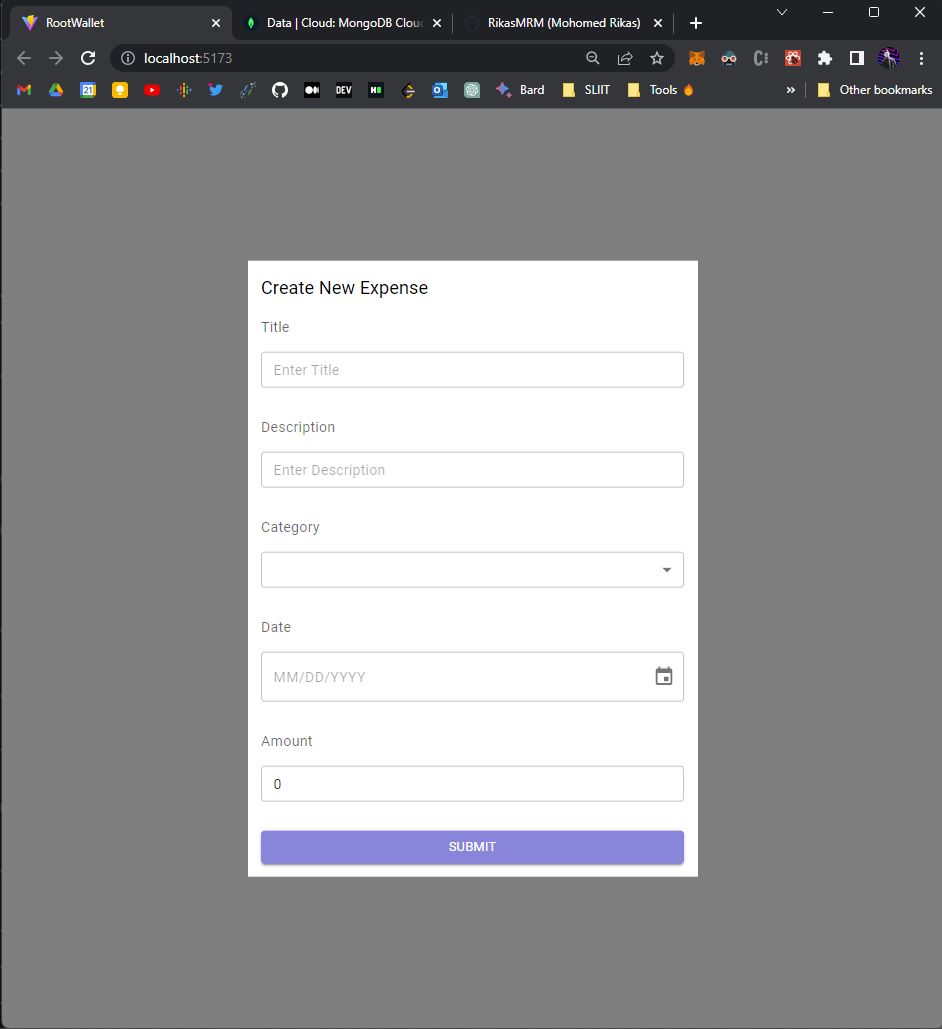 RootWallet
Data | Cloud: MongoDB Clou
RikasMRM (Mohomed Rikas)
localhost:5173
21
DEV
H
Bard
SLIIT
Tools
»
Other bookmarks
Create New Expense
Title
Enter Title
Description
Enter Description
Category
Date
MM/DD/YYYY
Amount
0
SUBMIT